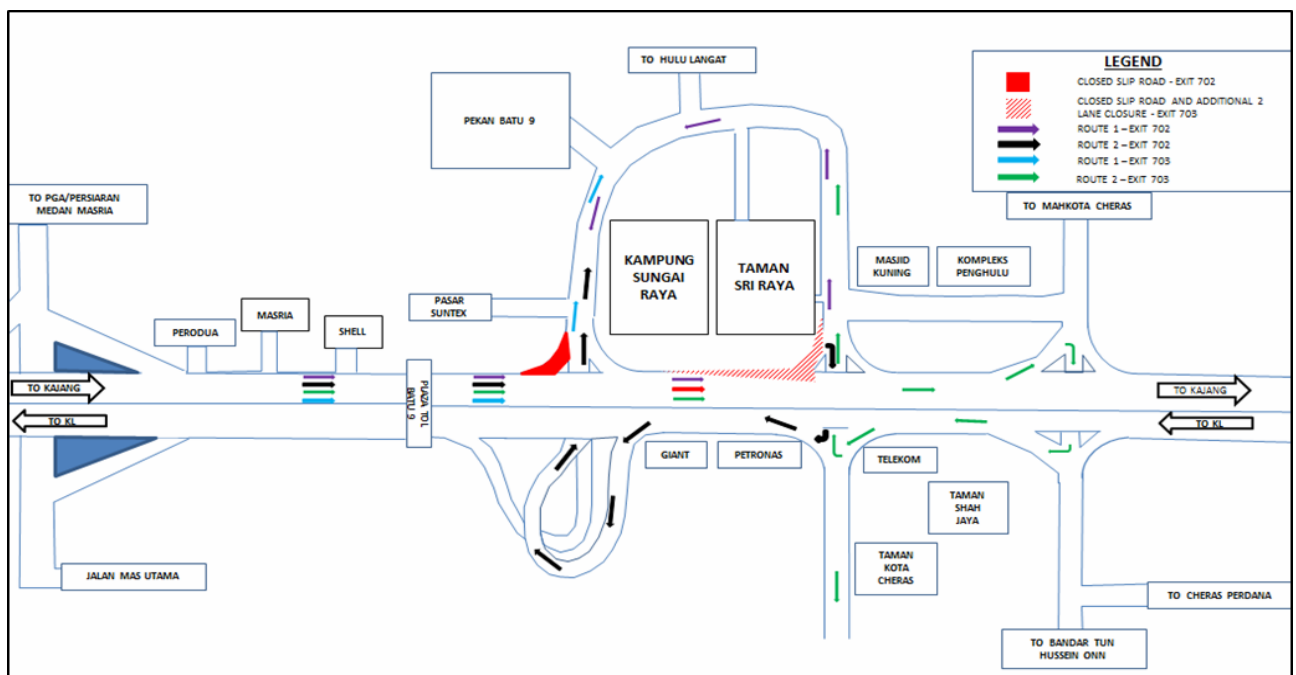 TO HULU LANGAT
PEKAN BATU 9
LEGEND
CLOSED SLIP ROAD - EXIT 702
CLOSED SLIP ROAD AND ADDITIONAL 2
LANE CLOSURE - EXIT 703
ROUTE 1 – EXIT 702
ROUTE 2 – EXIT 702
ROUTE 1 – EXIT 703
ROUTE 2 – EXIT 703
TO PGA/PERSIARAN
MEDAN MASRIA
TO MAHKOTA CHERAS
KAMPUNG
SUNGAI
RAYA
TAMAN
SRI RAYA
MASJID
KUNING
KOMPLEKS
PENGHULU
PASAR
SUNTEX
PERODUA
MASRIA
SHELL
TO KAJANG
PLAZA TOL
BATU 9
TO KAJANG
TO KL
TO KL
GIANT
PETRONAS
TELEKOM
TAMAN
SHAH
JAYA
TAMAN
KOTA
CHERAS
JALAN MAS UTAMA
TO CHERAS PERDANA
TO BANDAR TUN
HUSSEIN ONN